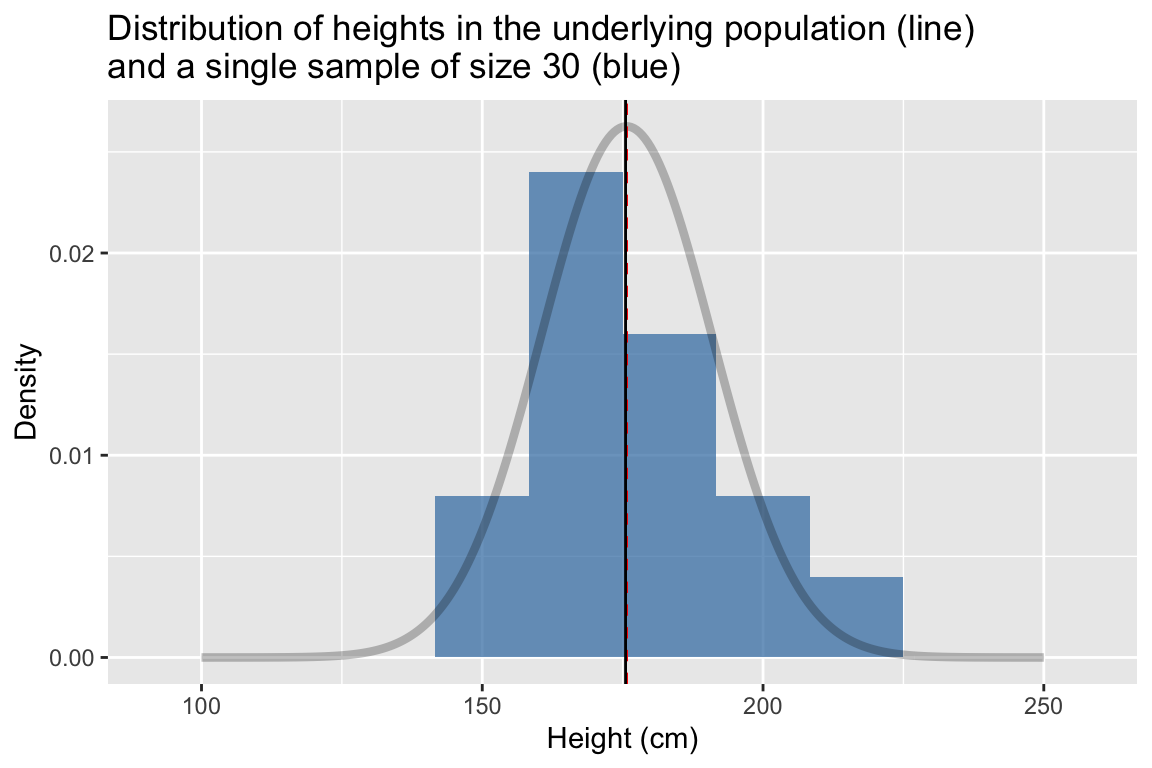 Distribution of heights in the underlying population (line)
and a single sample of size 30 (blue)
Density
0.02
0.01
0.00
100 150 200 250
Height (cm)